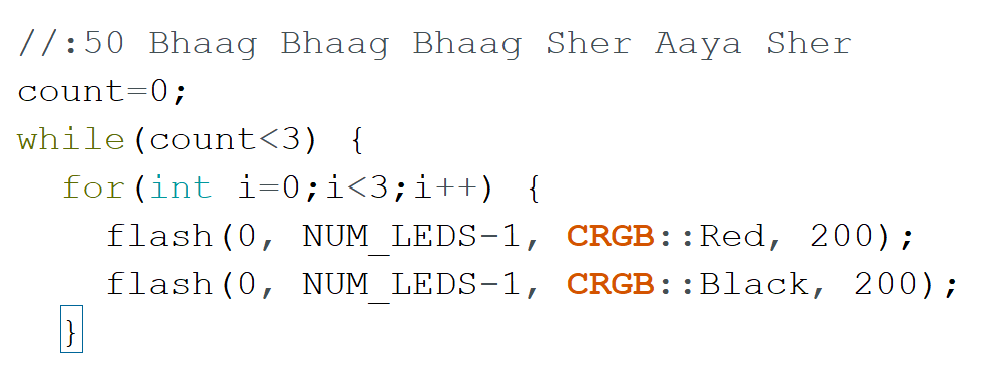 //:50 Bhaag Bhaag Bhaag Sher Aaya Sher
count=0;
while(count<3) {
  for(int i=0;i<3;i++) {
    flash(0, NUM_LEDS-1, CRGB::Red, 200);
    flash(0, NUM_LEDS-1, CRGB::Black, 200);
  }